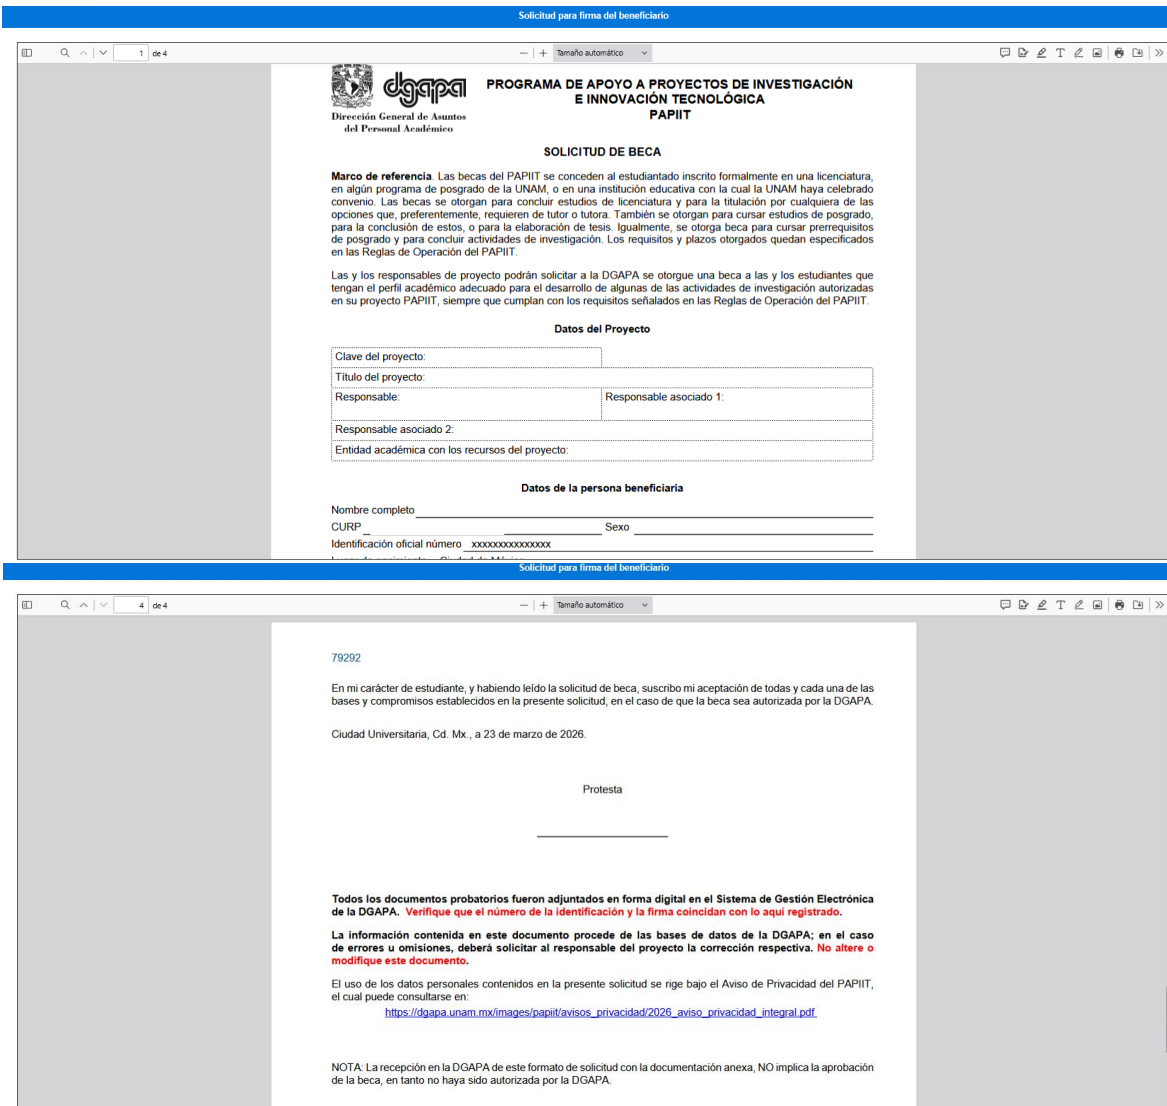 Solicitud para firma del beneficiario
1 de 4
Tamaño automático
dgapa
Dirección General de Asuntos
del Personal Académico
PROGRAMA DE APOYO A PROYECTOS DE INVESTIGACIÓN
E INNOVACIÓN TECNOLÓGICA
PAPIIT
SOLICITUD DE BECA
Marco de referencia. Las becas del PAPIIT se conceden al estudiantado inscrito formalmente en una licenciatura,
en algún programa de posgrado de la UNAM, o en una institución educativa con la cual la UNAM haya celebrado
convenio. Las becas se otorgan para concluir estudios de licenciatura y para la titulación por cualquiera de las
opciones que, preferentemente, requieren de tutor o tutora. También se otorgan para cursar estudios de posgrado,
para la conclusión de estos, o para la elaboración de tesis. Igualmente, se otorga beca para cursar prerrequisitos
de posgrado y para concluir actividades de investigación. Los requisitos y plazos otorgados quedan especificados
en las Reglas de Operación del PAPIIT.
Las y los responsables de proyecto podrán solicitar a la DGAPA se otorgue una beca a las y los estudiantes que
tengan el perfil académico adecuado para el desarrollo de algunas de las actividades de investigación autorizadas
en su proyecto PAPIIT, siempre que cumplan con los requisitos señalados en las Reglas de Operación del PAPIIT.
Datos del Proyecto
Clave del proyecto:
Título del proyecto:
Responsable: Responsable asociado 1:
Responsable asociado 2:
Entidad académica con los recursos del proyecto:
Datos de la persona beneficiaria
Nombre completo
CURP Sexo
Identificación oficial número xxxxxxxxxxxxxxx
Solicitud para firma del beneficiario
4 de 4
Tamaño automático
79292
En mi carácter de estudiante, y habiendo leído la solicitud de beca, suscribo mi aceptación de todas y cada una de las
bases y compromisos establecidos en la presente solicitud, en el caso de que la beca sea autorizada por la DGAPA.
Ciudad Universitaria, Cd. Mx., a 23 de marzo de 2026.
Protesta
Todos los documentos probatorios fueron adjuntados en forma digital en el Sistema de Gestión Electrónica
de la DGAPA. Verifique que el número de la identificación y la firma coincidan con lo aquí registrado.
La información contenida en este documento procede de las bases de datos de la DGAPA; en el caso
de errores u omisiones, deberá solicitar al responsable del proyecto la corrección respectiva. No altere o
modifique este documento.
El uso de los datos personales contenidos en la presente solicitud se rige bajo el Aviso de Privacidad del PAPIIT,
el cual puede consultarse en:
https://dgapa.unam.mx/images/papiit/avisos_privacidad/2026_aviso_privacidad_integral.pdf
NOTA: La recepción en la DGAPA de este formato de solicitud con la documentación anexa, NO implica la aprobación
de la beca, en tanto no haya sido autorizada por la DGAPA.